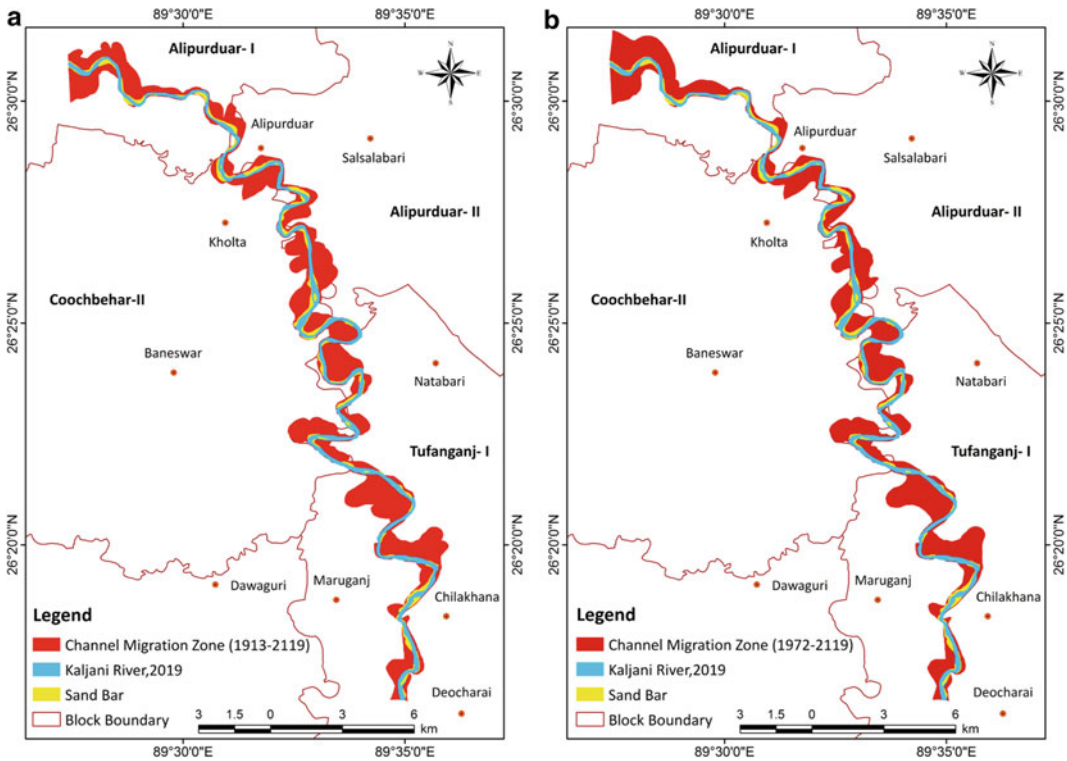 a
89°30'0"E
89°35'0"E
Alipurduar- I
N
W
E
S
26°30'0"N
Alipurduar
Salsalabari
Alipurduar- II
Kholta
Coochbehar-II
26°25'0"N
Baneswar
Natabari
Tufanganj- I
26°20'0"N
Dawaguri
Maruganj
Chilakhana
Legend
Channel Migration Zone (1913-2119)
Kaljani River,2019
Sand Bar
Block Boundary
Deocharai
3 1.5 0 3 6
km
89°30'0"E
89°35'0"E
b
89°30'0"E
89°35'0"E
Alipurduar- I
N
W
E
S
26°30'0"N
Alipurduar
Salsalabari
Alipurduar- II
Kholta
Coochbehar-II
26°25'0"N
Baneswar
Natabari
Tufanganj- I
26°20'0"N
Dawaguri
Maruganj
Chilakhana
Legend
Channel Migration Zone (1972-2119)
Kaljani River,2019
Sand Bar
Block Boundary
Deocharai
3 1.5 0 3 6
km
89°30'0"E
89°35'0"E